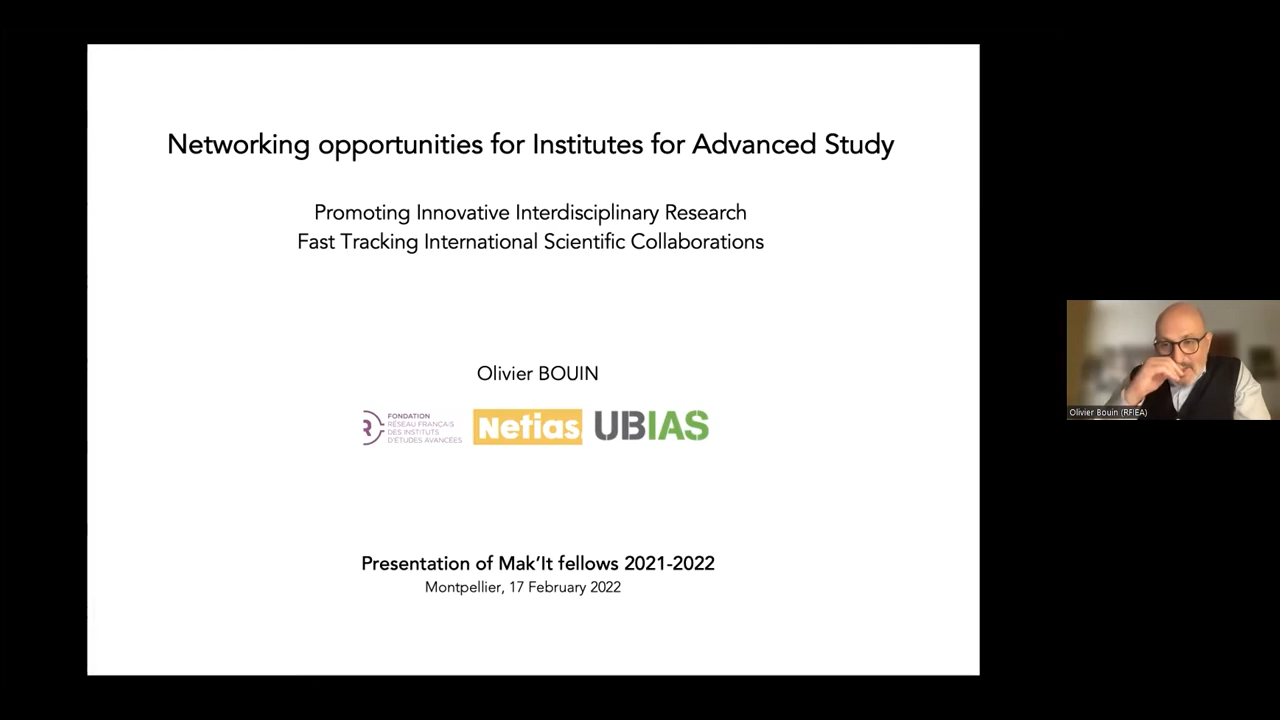 Networking opportunities for Institutes for Advanced Study
Promoting Innovative Interdisciplinary Research
Fast Tracking International Scientific Collaborations
Olivier BOUIN
FONDATION
RÉSEAU FRANÇAIS
DES INSTITUTS
D'ÉTUDES AVANCÉES
Netias
UBIAS
Presentation of Mak'It fellows 2021-2022
Montpellier, 17 February 2022
Olivier Bouin (RFIEA)